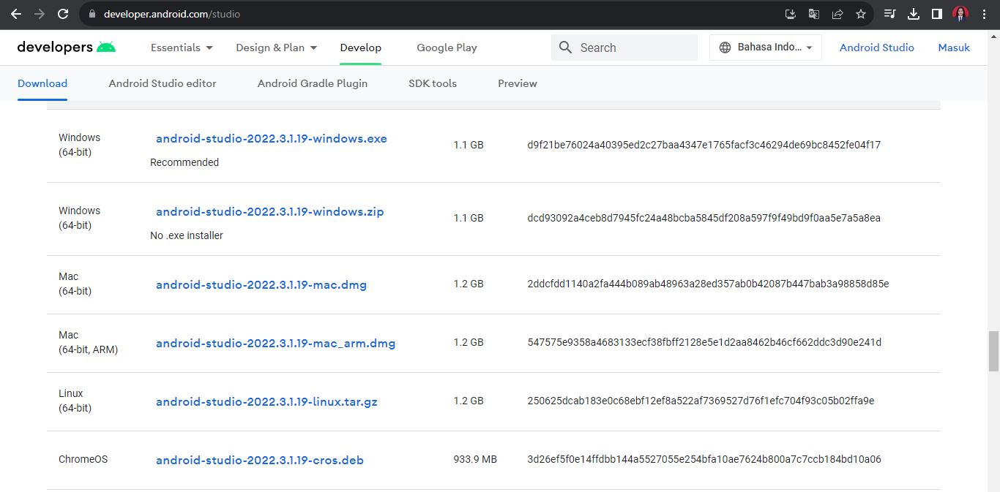 developer.android.com/studio
developers
Essentials
Design & Plan
Develop
Google Play
Search
Bahasa Indo...
Android Studio
Masuk
Download
Android Studio editor
Android Gradle Plugin
SDK tools
Preview
Windows
(64-bit)
android-studio-2022.3.1.19-windows.exe
Recommended
1.1 GB
d9f21be76024a40395ed2c27baa4347e1765facf3c46294de69bc8452fe04f17
Windows
(64-bit)
android-studio-2022.3.1.19-windows.zip
No .exe installer
1.1 GB
dcd93092a4ceb8d7945fc24a48bcba5845df208a597f9f49bd9f0aa5e7a5a8ea
Mac
(64-bit)
android-studio-2022.3.1.19-mac.dmg
1.2 GB
2ddcfdd1140a2fa444b089ab48963a28ed357ab0b42087b447bab3a98858d85e
Mac
(64-bit, ARM)
android-studio-2022.3.1.19-mac_arm.dmg
1.2 GB
547575e9358a4683133ecf38fbff2128e5e1d2aa8462b46cf662ddc3d90e241d
Linux
(64-bit)
android-studio-2022.3.1.19-linux.tar.gz
1.2 GB
250625dcab183e0c68ebf12ef8a522af7369527d76f1efc704f93c05b02ffa9e
ChromeOS
android-studio-2022.3.1.19-cros.deb
933.9 MB
3d26ef5f0e14ffdbb144a5527055e254bfa10ae7624b800a7c7ccb184bd10a06